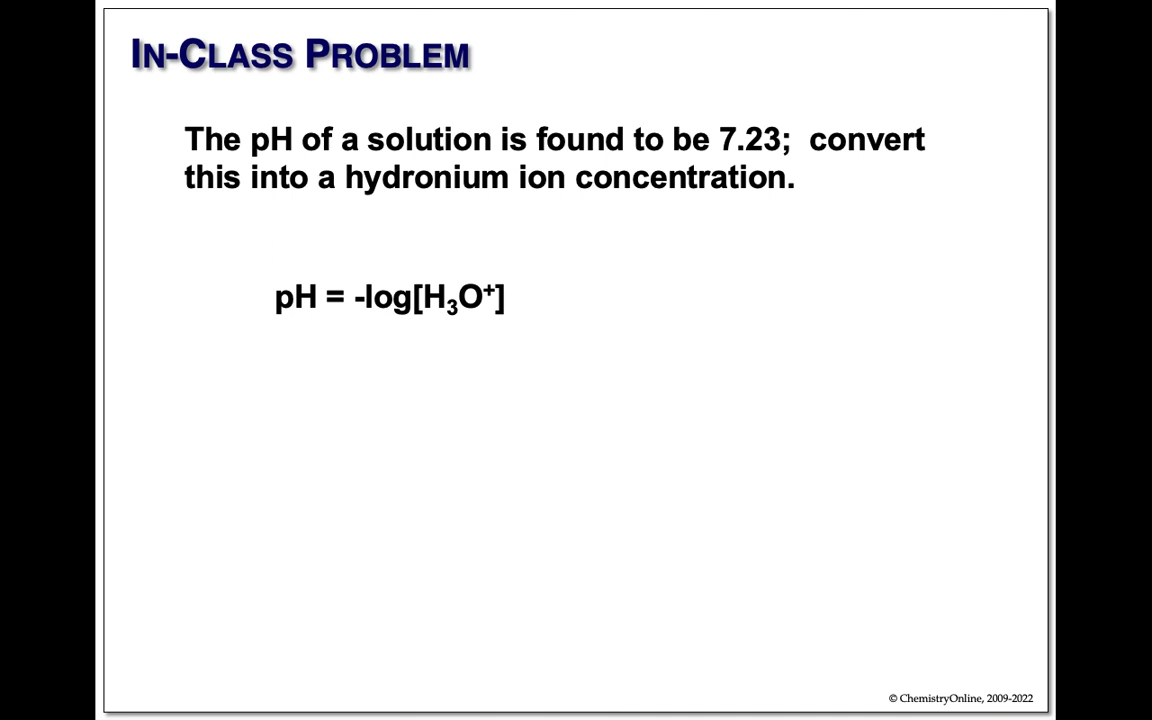 In-Class Problem
The pH of a solution is found to be 7.23;  convert
this into a hydronium ion concentration.
pH = -log[H₃O⁺]
© ChemistryOnline, 2009-2022